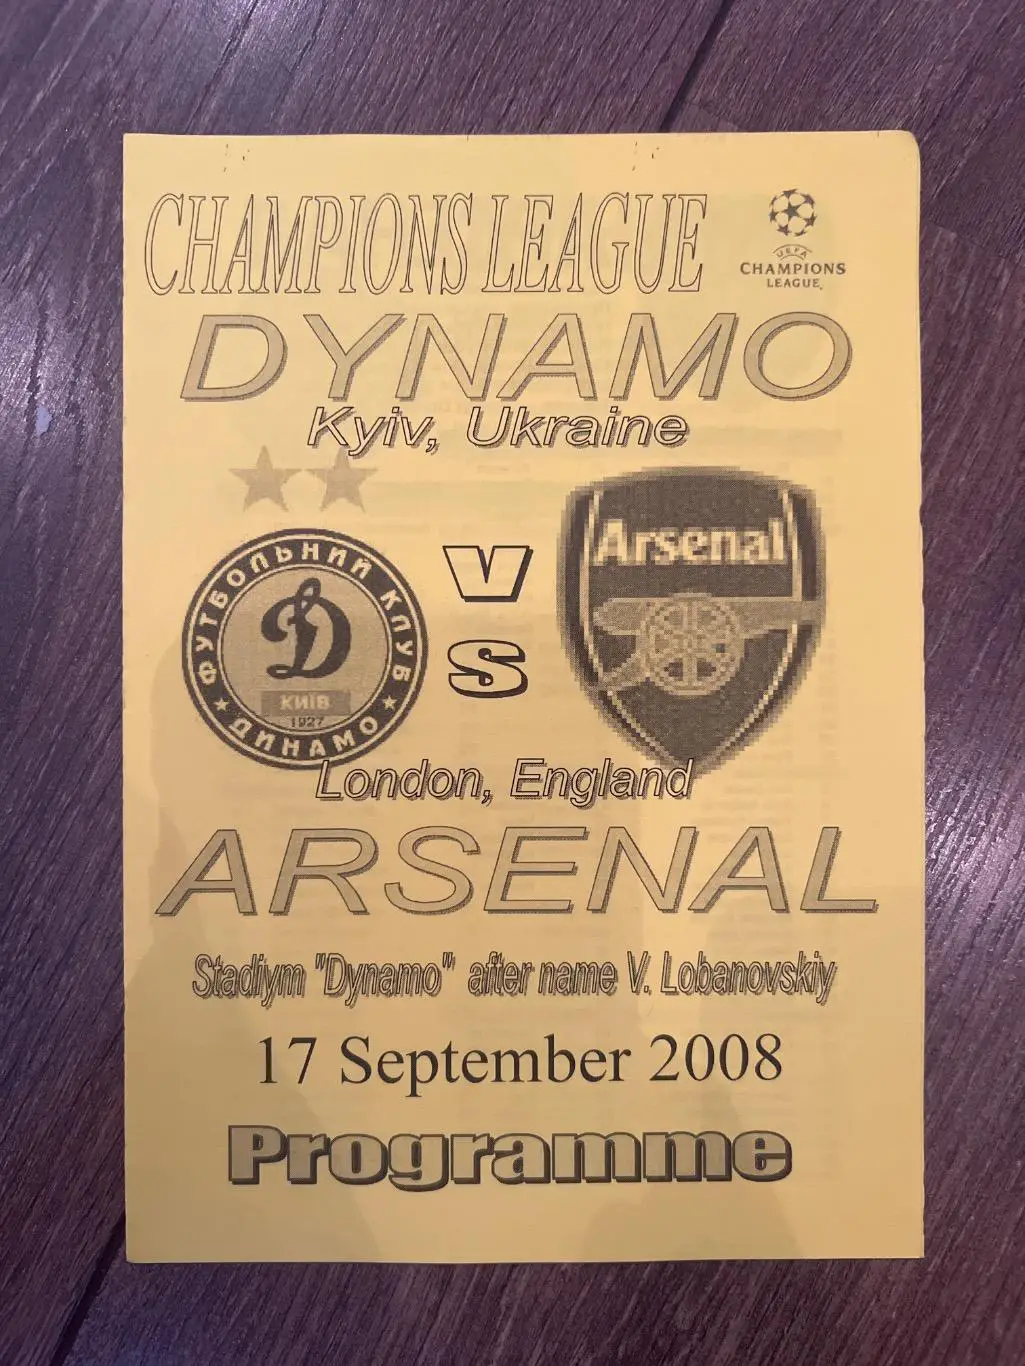 CHAMPIONS LEAGUE
UEFA
CHAMPIONS
LEAGUE
DYNAMO
Kyiv, Ukraine
ФУТБОЛЬНИЙ КЛУБ
Д
КИЇВ
1927
ДИНАМО
V
S
Arsenal
London, England
ARSENAL
Stadiym "Dynamo" after name V. Lobanovskiy
17 September 2008
Programme